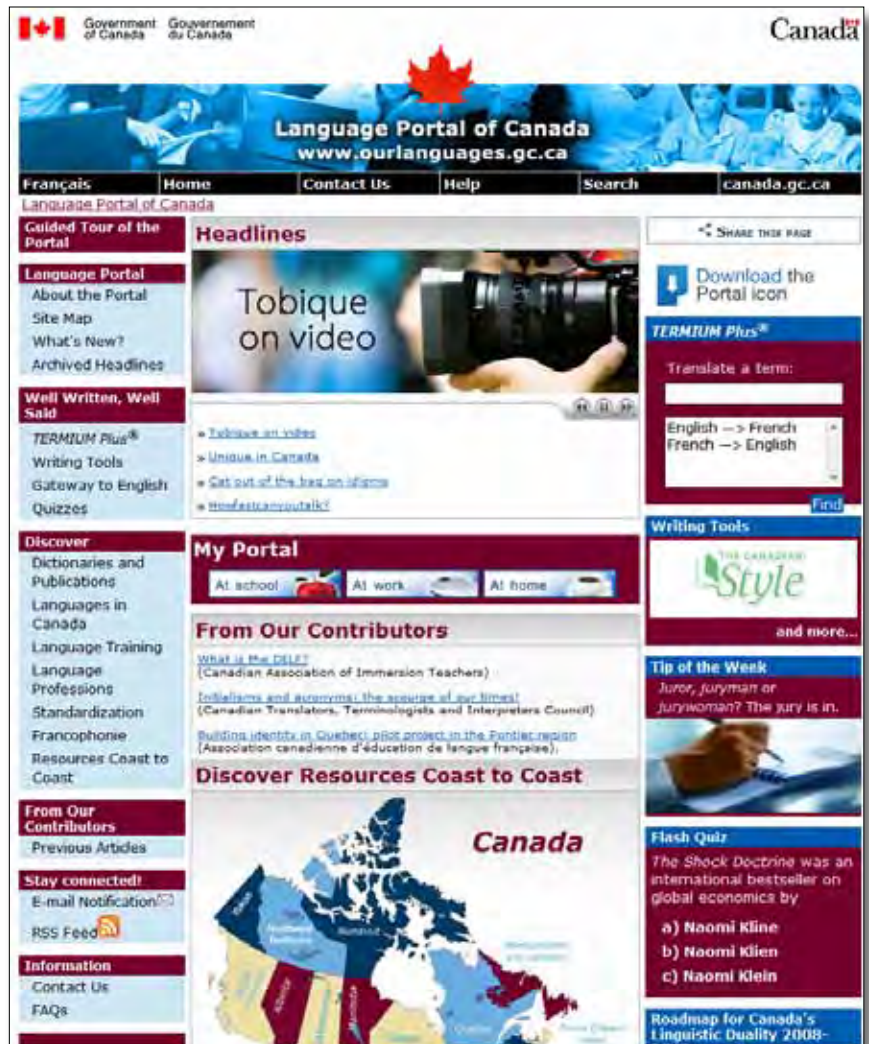 Government of Canada
Gouvernement du Canada
Canada
Language Portal of Canada
www.ourlanguages.gc.ca
Français Home Contact Us Help Search canada.gc.ca
Language Portal of Canada
Guided Tour of the
Portal
Language Portal
About the Portal
Site Map
What's New?
Archived Headlines
Well Written, Well
Said
TERMIUM Plus®
Writing Tools
Gateway to English
Quizzes
Discover
Dictionaries and
Publications
Languages in
Canada
Language Training
Language
Professions
Standardization
Francophonie
Resources Coast to
Coast
From Our
Contributors
Previous Articles
Stay connected!
E-mail Notification
RSS Feed
Information
Contact Us
FAQs
Headlines
Tobique
on video
» Tobique on video
» Unique in Canada
» Cat out of the bag on idioms
» Howfastcanyoutalk?
My Portal
At school At work At home
From Our Contributors
What is the DELF?
(Canadian Association of Immersion Teachers)
Initialisms and acronyms: the scourge of our times!
(Canadian Translators, Terminologists and Interpreters Council)
Building identity in Quebec: pilot project in the Pontiac region
(Association canadienne d'éducation de langue française).
Discover Resources Coast to Coast
Canada
Yukon
Northwest
Territories
Nunavut
Alberta
Manitoba
Quebec
SHARE THIS PAGE
Download the
Portal icon
TERMIUM Plus®
Translate a term:
English —> French
French —> English
Find
Writing Tools
THE CANADIAN
Style
and more...
Tip of the Week
Juror, juryman or
jurywoman? The jury is in.
Flash Quiz
The Shock Doctrine was an
international bestseller on
global economics by
a) Naomi Kline
b) Naomi Klien
c) Naomi Klein
Roadmap for Canada's
Linguistic Duality 2008-